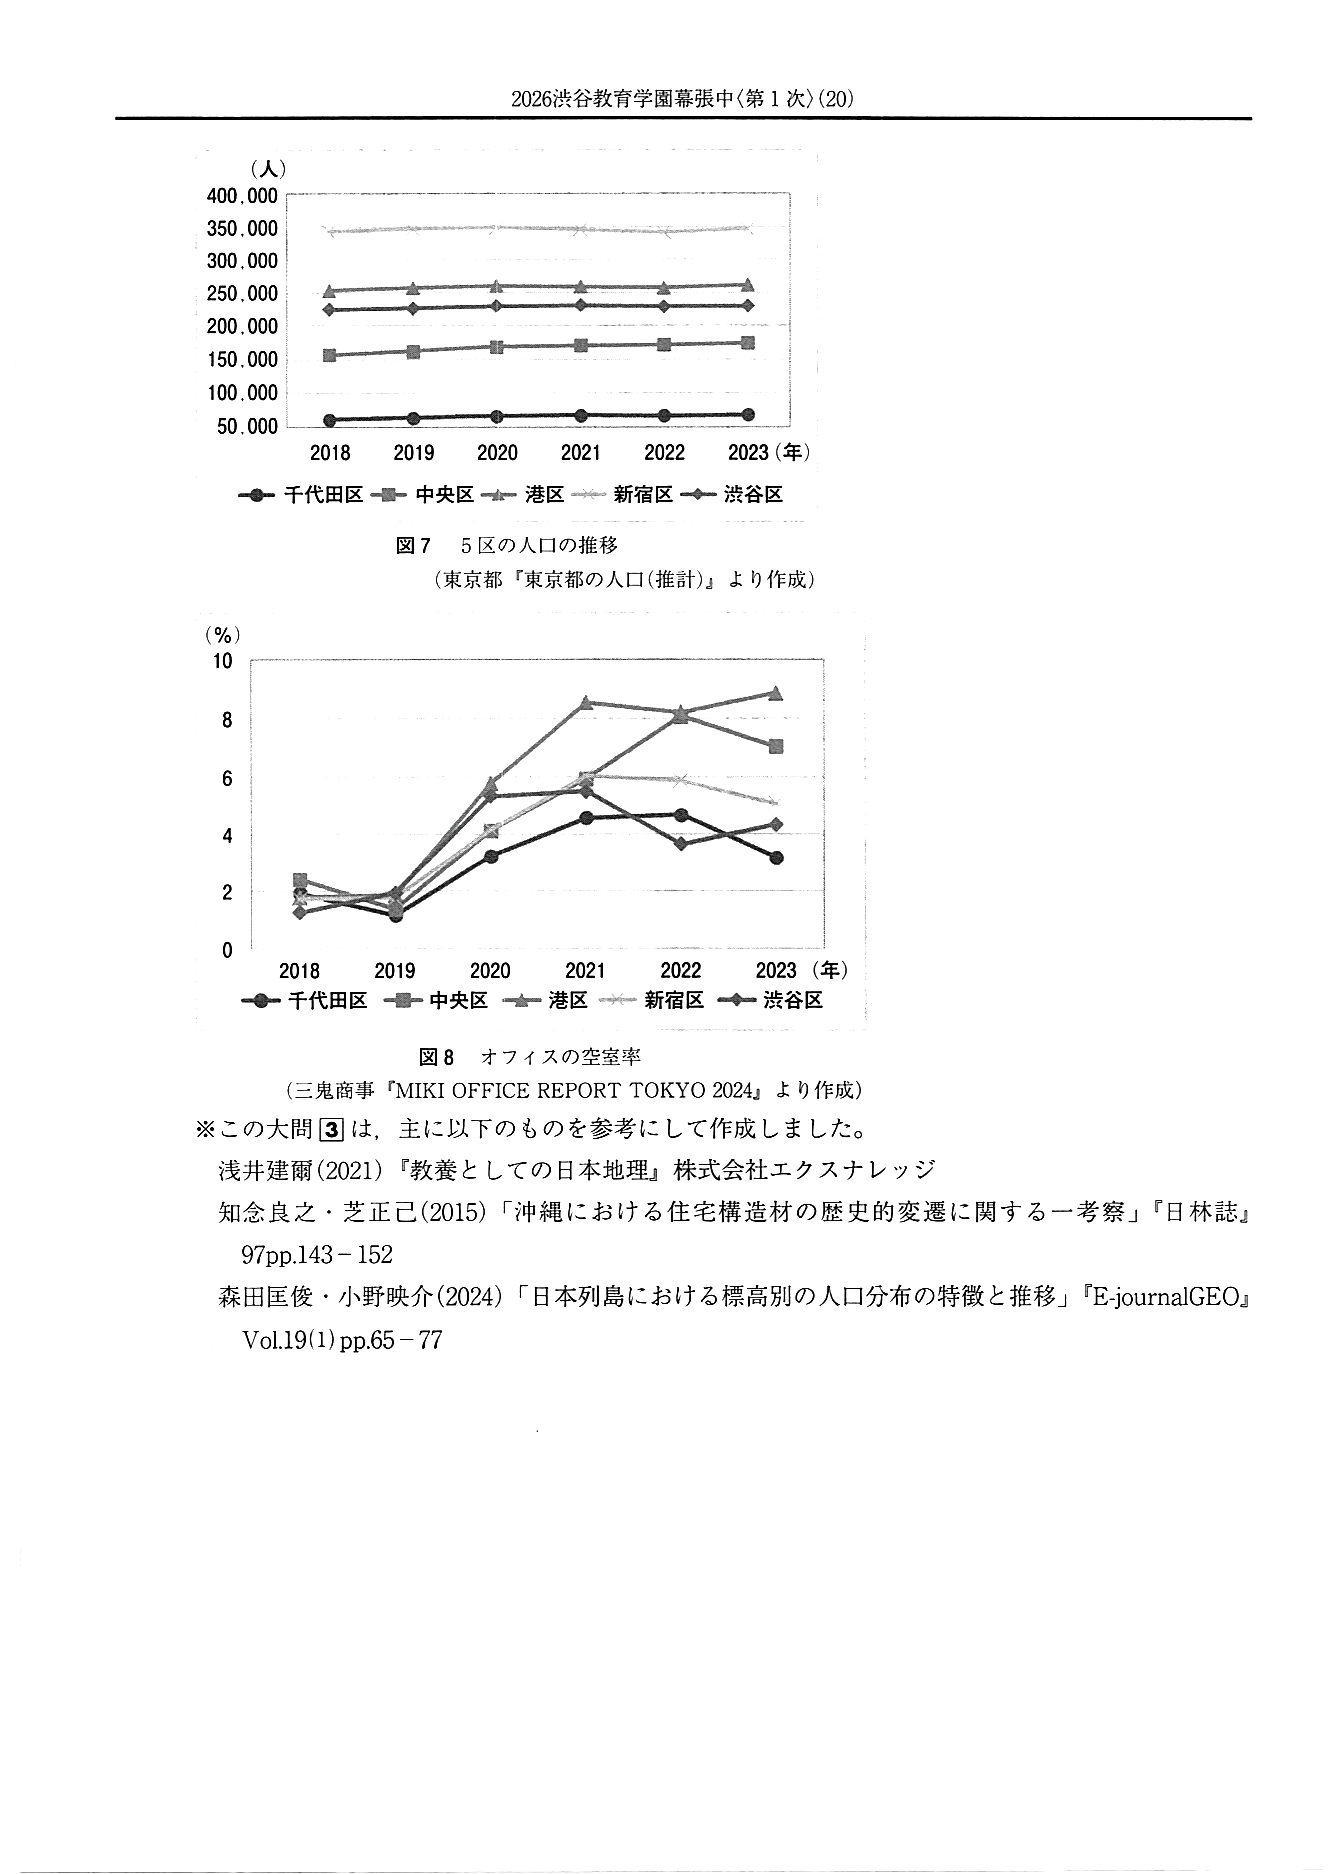 2026渋谷教育学園幕張中〈第1次〉(20)
(人)
400,000
350,000
300,000
250,000
200,000
150,000
100,000
50,000
2018 2019 2020 2021 2022 2023(年)
千代田区 中央区 港区 新宿区 渋谷区
図7 5区の人口の推移
(東京都『東京都の人口(推計)』より作成)
(%)
10
8
6
4
2
0
2018 2019 2020 2021 2022 2023 (年)
千代田区 中央区 港区 新宿区 渋谷区
図8 オフィスの空室率
(三鬼商事『MIKI OFFICE REPORT TOKYO 2024』より作成)
※この大問3は,主に以下のものを参考にして作成しました。
浅井建爾(2021)『教養としての日本地理』株式会社エクスナレッジ
知念良之・芝正己(2015)「沖縄における住宅構造材の歴史的変遷に関する一考察」『日林誌』
97pp.143-152
森田匡俊・小野映介(2024)「日本列島における標高別の人口分布の特徴と推移」『E-journalGEO』
Vol.19(1)pp.65-77